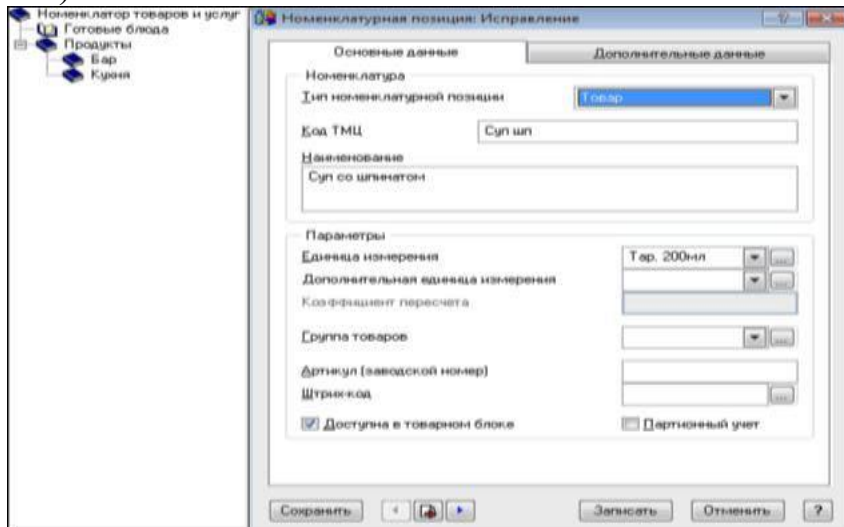 Номенклатор товаров и услуг
Готовые блюда
Продукты
Бар
Кухня
Номенклатурная позиция: Исправление
Основные данные
Дополнительные данные
Номенклатура
Тип номенклатурной позиции
Товар
Код ТМЦ
Суп шп
Наименование
Суп со шпинатом
Параметры
Единица измерения
Тар. 200мл
...
Дополнительная единица измерения
...
Коэффициент пересчета
Группа товаров
...
Артикул (заводской номер)
Штрих-код
...
Доступна в товарном блоке
Партионный учет
Сохранить
Записать
Отменить
?